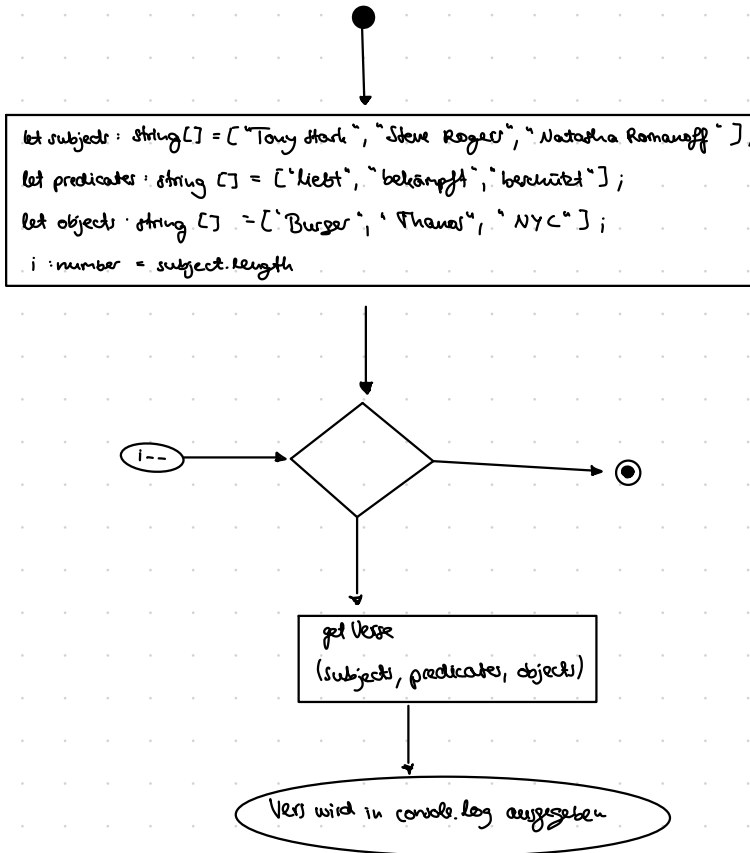 let subjects : string[] = ["Tony Stark", "Steve Rogers", "Natasha Romanoff"],
let predicates : string [] = ["liebt", "bekämpft", "beschützt"] ;
let objects : string [] = ["Burger", "Thanos", "NYC"] ;
i : number = subject.length
i--
get Verse
(subjects, predicates, objects)
Vers wird in console.log ausgegeben